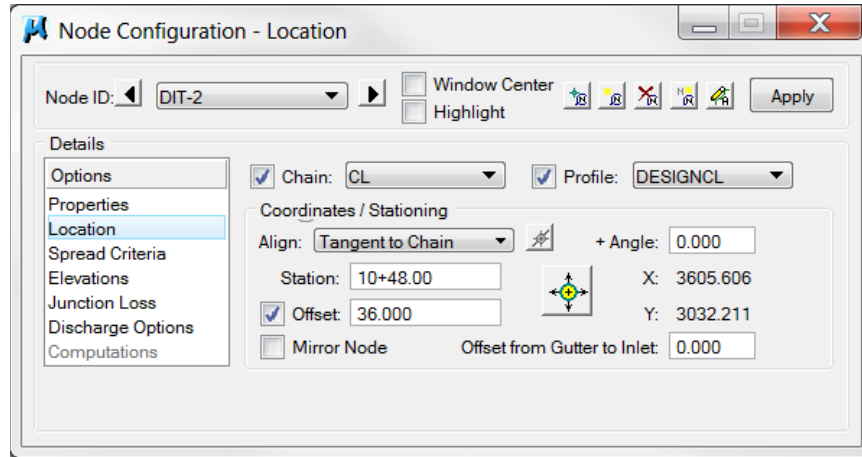 Node Configuration - Location
Node ID: DIT-2 Window Center Apply
Highlight
Details
Options Chain: CL Profile: DESIGNCL
Properties
Location
Spread Criteria
Elevations
Junction Loss
Discharge Options
Computations
Coordinates / Stationing
Align: Tangent to Chain + Angle: 0.000
Station: 10+48.00 X: 3605.606
Offset: 36.000 Y: 3032.211
Mirror Node Offset from Gutter to Inlet: 0.000